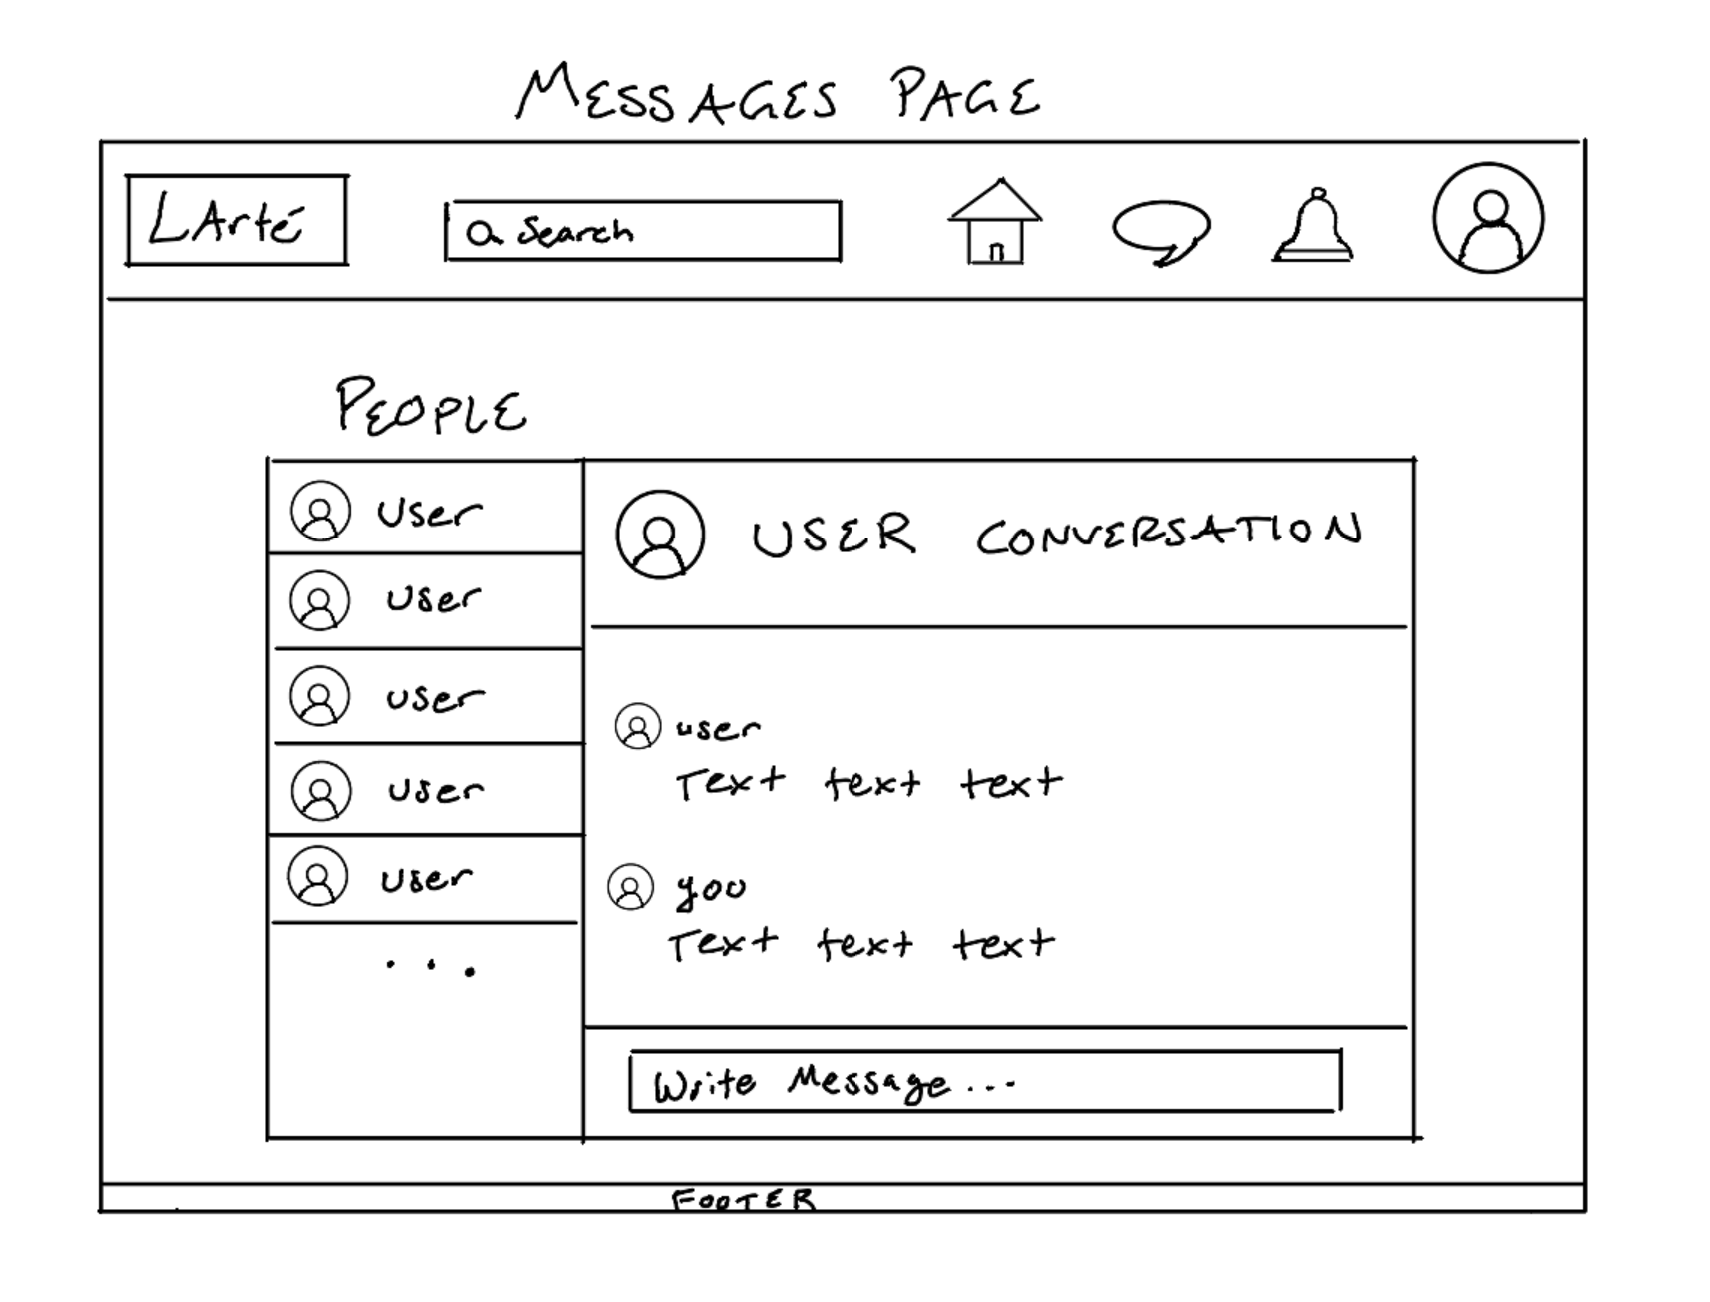 MESSAGES PAGE
LArté
Search
PEOPLE
User
user
user
user
user
...
USER CONVERSATION
user
Text text text
you
Text text text
Write Message...
FOOTER